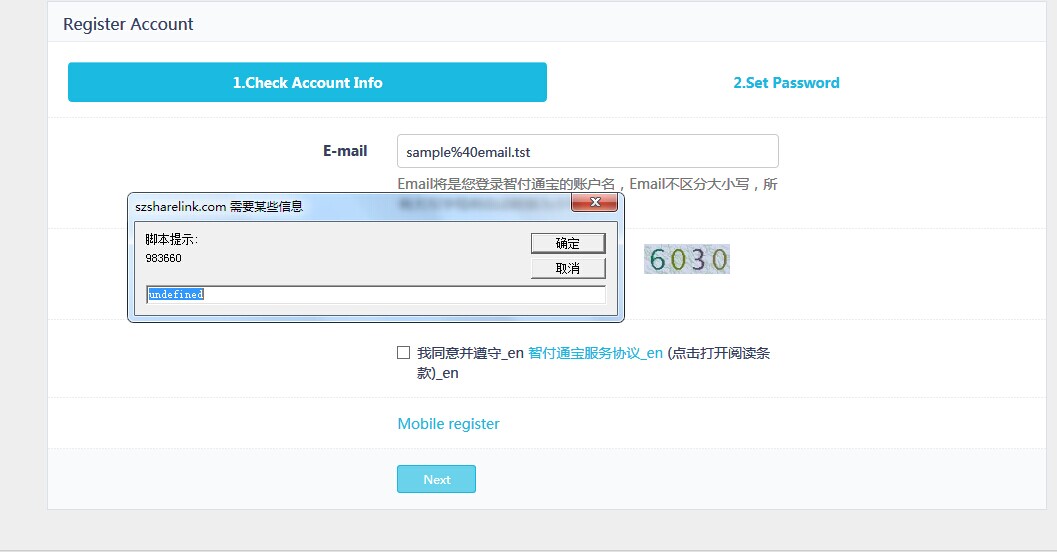 Register Account
1.Check Account Info
2.Set Password
E-mail
sample%40email.tst
Email将是您登录智付通宝的账户名，Email不区分大小写，所
szsharelink.com 需要某些信息
脚本提示:
983660
确定
取消
undefined
6030
我同意并遵守_en 智付通宝服务协议_en (点击打开阅读条
款)_en
Mobile register
Next